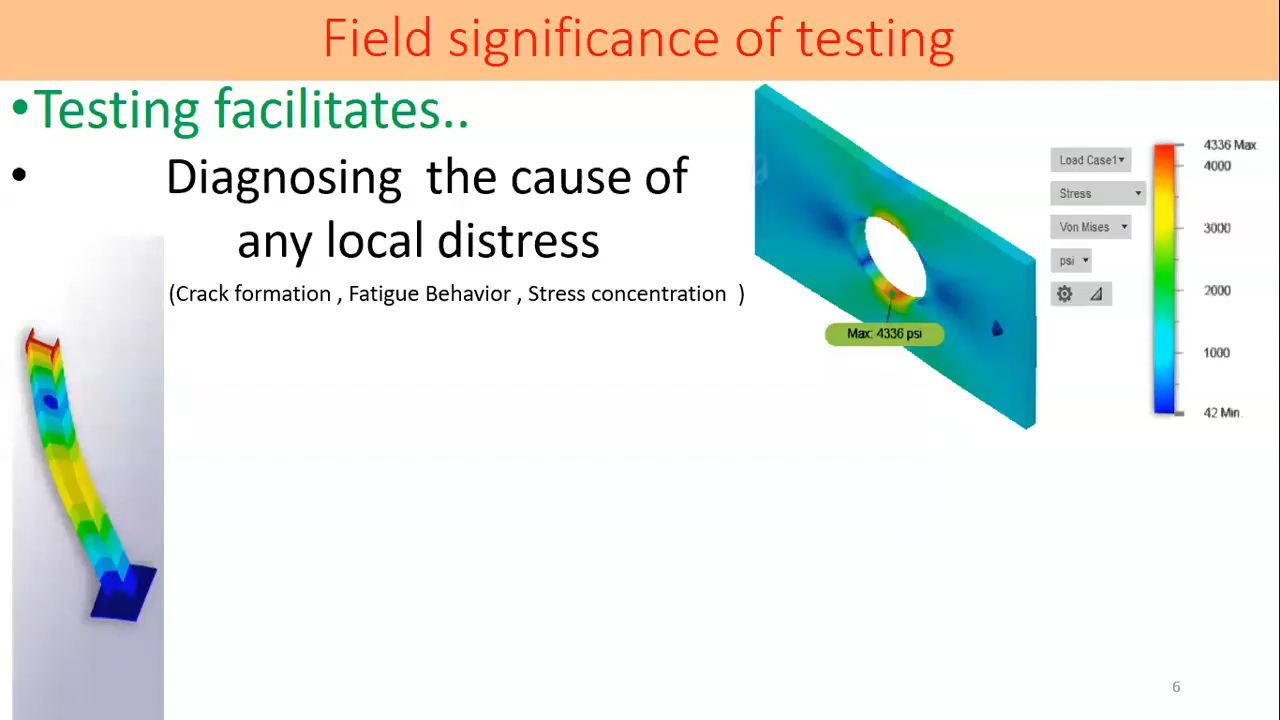 Field significance of testing
•Testing facilitates..
• Diagnosing the cause of
any local distress
(Crack formation , Fatigue Behavior , Stress concentration )
Load Case1
Stress
Von Mises
psi
4336 Max
4000
3000
2000
1000
42 Min.
Max: 4336 psi
6